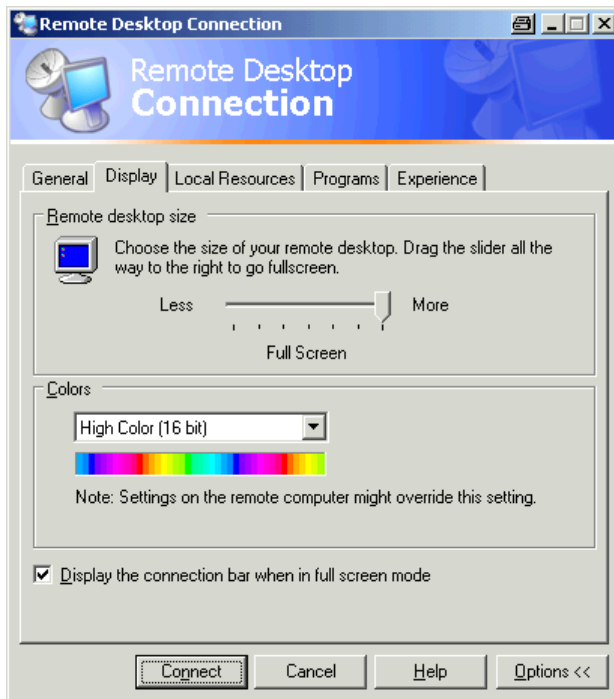 Remote Desktop Connection
Remote Desktop
Connection
General Display Local Resources Programs Experience
Remote desktop size
Choose the size of your remote desktop. Drag the slider all the
way to the right to go fullscreen.
Less More
Full Screen
Colors
High Color (16 bit)
Note: Settings on the remote computer might override this setting.
Display the connection bar when in full screen mode
Connect Cancel Help Options <<